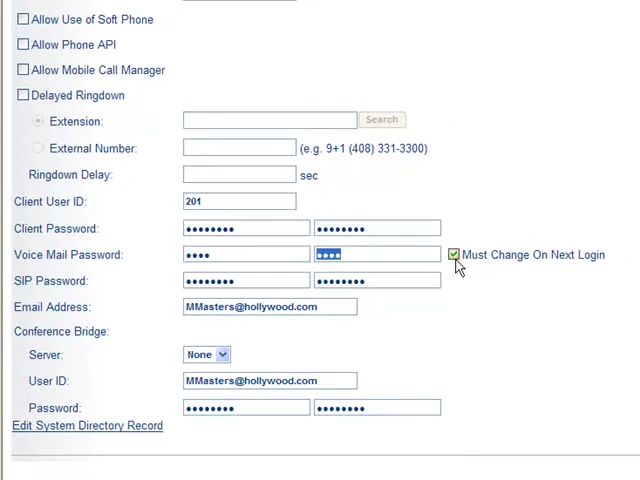 Allow Use of Soft Phone
Allow Phone API
Allow Mobile Call Manager
Delayed Ringdown
Extension: Search
External Number: (e.g. 9+1 (408) 331-3300)
Ringdown Delay: sec
Client User ID: 201
Client Password: •••••••• ••••••••
Voice Mail Password: •••• •••• Must Change On Next Login
SIP Password: •••••••• ••••••••
Email Address: MMasters@hollywood.com
Conference Bridge:
Server: None
User ID: MMasters@hollywood.com
Password: •••••••• ••••••••
Edit System Directory Record